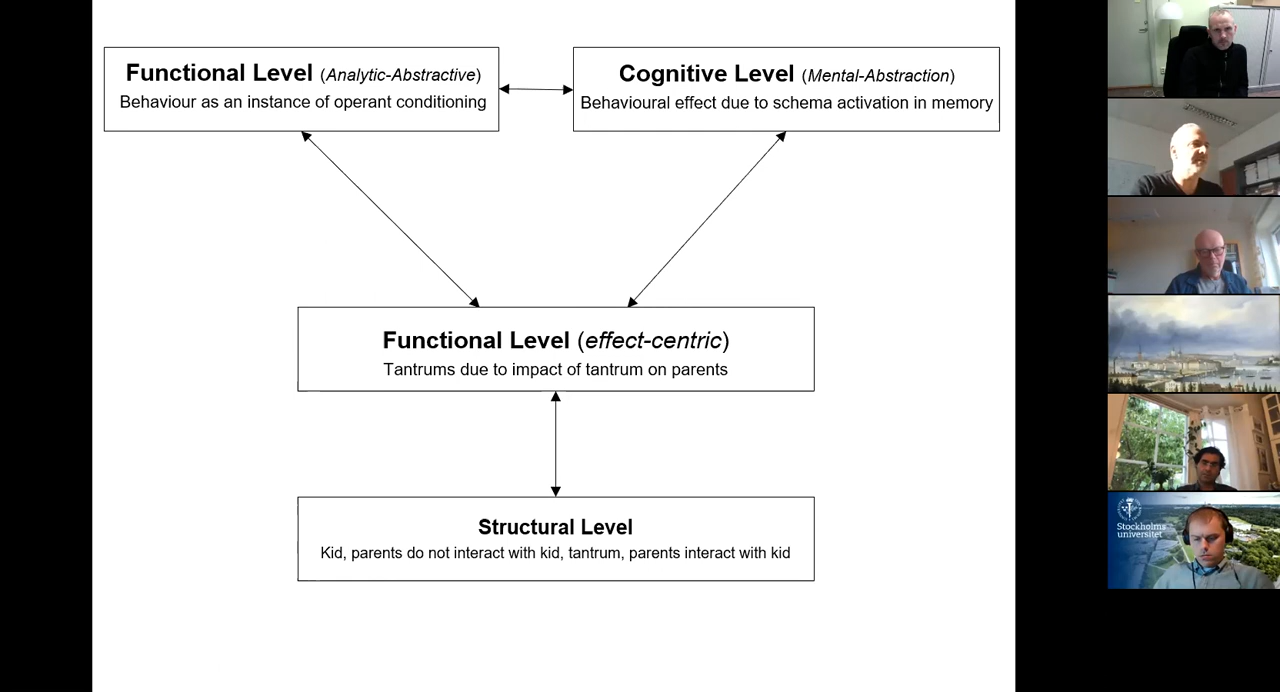 Functional Level (Analytic-Abstractive)
Behaviour as an instance of operant conditioning
Cognitive Level (Mental-Abstraction)
Behavioural effect due to schema activation in memory
Functional Level (effect-centric)
Tantrums due to impact of tantrum on parents
Structural Level
Kid, parents do not interact with kid, tantrum, parents interact with kid
Stockholms
universitet